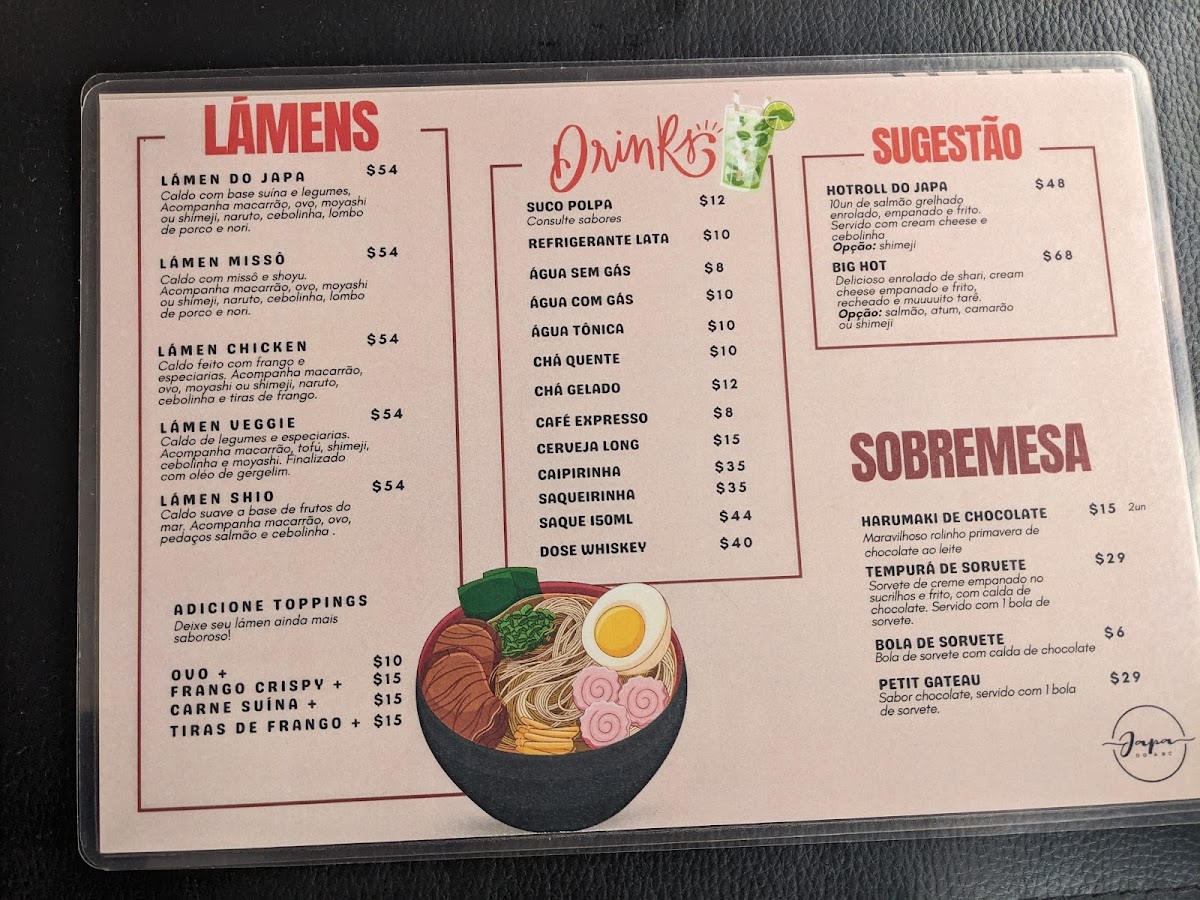 LÁMENS
LÁMEN DO JAPA $54
Caldo com base suína e legumes,
Acompanha macarrão, ovo, moyashi
ou shimeji, naruto, cebolinha, lombo
de porco e nori.
LÁMEN MISSÔ $54
Caldo com missô e shoyu.
Acompanha macarrão, ovo, moyashi
ou shimeji, naruto, cebolinha, lombo
de porco e nori.
LÁMEN CHICKEN $54
Caldo feito com frango e
especiarias. Acompanha macarrão,
ovo, moyashi ou shimeji, naruto,
cebolinha e tiras de frango.
LÁMEN VEGGIE $54
Caldo de legumes e especiarias.
Acompanha macarrão, tofú, shimeji,
cebolinha e moyashi. Finalizado
com oléo de gergelim.
LÁMEN SHIO $54
Caldo suave a base de frutos do
mar. Acompanha macarrão, ovo,
pedaços salmão e cebolinha .
ADICIONE TOPPINGS
Deixe seu lámen ainda mais
saboroso!
OVO + $10
FRANGO CRISPY + $15
CARNE SUÍNA + $15
TIRAS DE FRANGO + $15
Drinks
SUCO POLPA $12
Consulte sabores
REFRIGERANTE LATA $10
ÁGUA SEM GÁS $8
ÁGUA COM GÁS $10
ÁGUA TÔNICA $10
CHÁ QUENTE $10
CHÁ GELADO $12
CAFÉ EXPRESSO $8
CERVEJA LONG $15
CAIPIRINHA $35
SAQUEIRINHA $35
SAQUE 150ML $44
DOSE WHISKEY $40
SUGESTÃO
HOTROLL DO JAPA $48
10un de salmão grelhado
enrolado, empanado e frito.
Servido com cream cheese e
cebolinha
Opção: shimeji
BIG HOT $68
Delicioso enrolado de shari, cream
cheese empanado e frito,
recheado e muuuuito tarê.
Opção: salmão, atum, camarão
ou shimeji
SOBREMESA
HARUMAKI DE CHOCOLATE $15 2un
Maravilhoso rolinho primavera de
chocolate ao leite
TEMPURÁ DE SORVETE $29
Sorvete de creme empanado no
sucrilhos e frito, com calda de
chocolate. Servido com 1 bola de
sorvete.
BOLA DE SORVETE $6
Bola de sorvete com calda de chocolate
PETIT GATEAU $29
Sabor chocolate, servido com 1 bola
de sorvete.
Japa
DO ABC